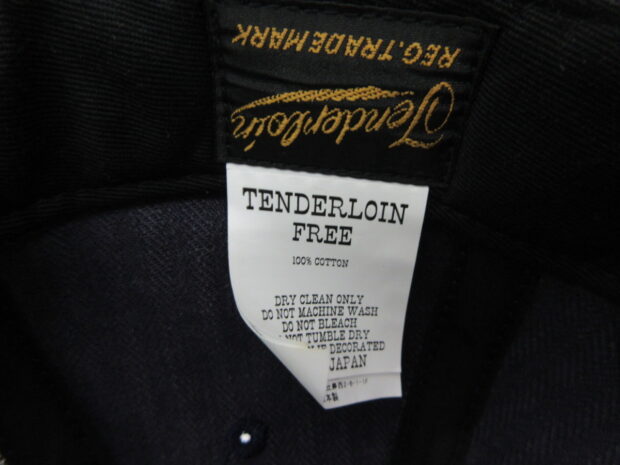 Tenderloin
REG.TRADEMARK
TENDERLOIN
FREE
100% COTTON
DRY CLEAN ONLY
DO NOT MACHINE WASH
DO NOT BLEACH
NOT TUMBLE DRY
DECORATED
JAPAN